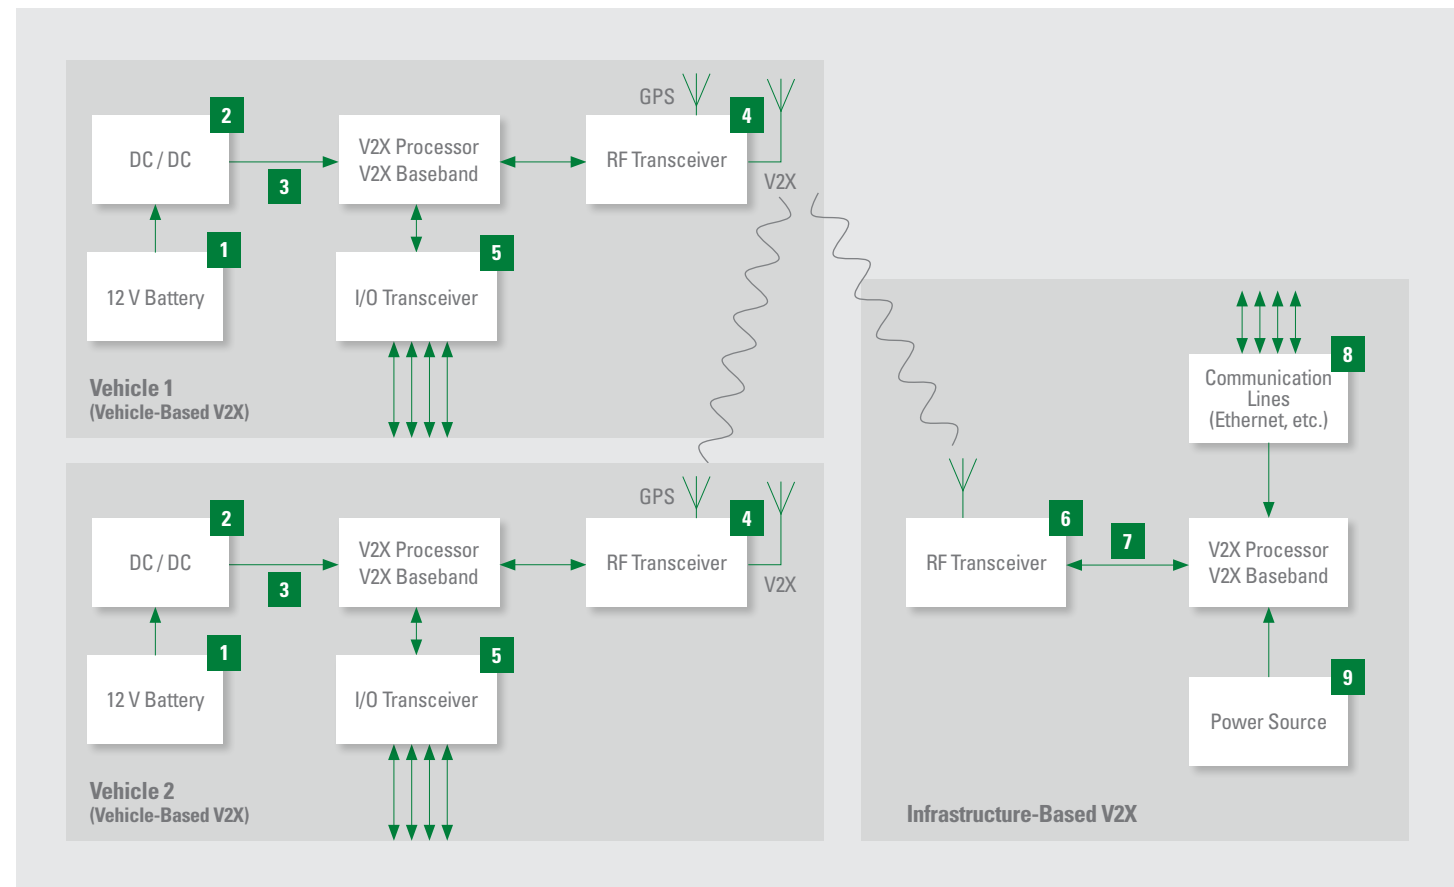 GPS
2
4
DC / DC
V2X Processor
V2X Baseband
RF Transceiver
3
V2X
1
5
12 V Battery
I/O Transceiver
Vehicle 1
(Vehicle-Based V2X)
GPS
2
4
DC / DC
V2X Processor
V2X Baseband
RF Transceiver
3
V2X
1
5
12 V Battery
I/O Transceiver
Vehicle 2
(Vehicle-Based V2X)
8
Communication
Lines
(Ethernet, etc.)
6
7
RF Transceiver
V2X Processor
V2X Baseband
9
Power Source
Infrastructure-Based V2X